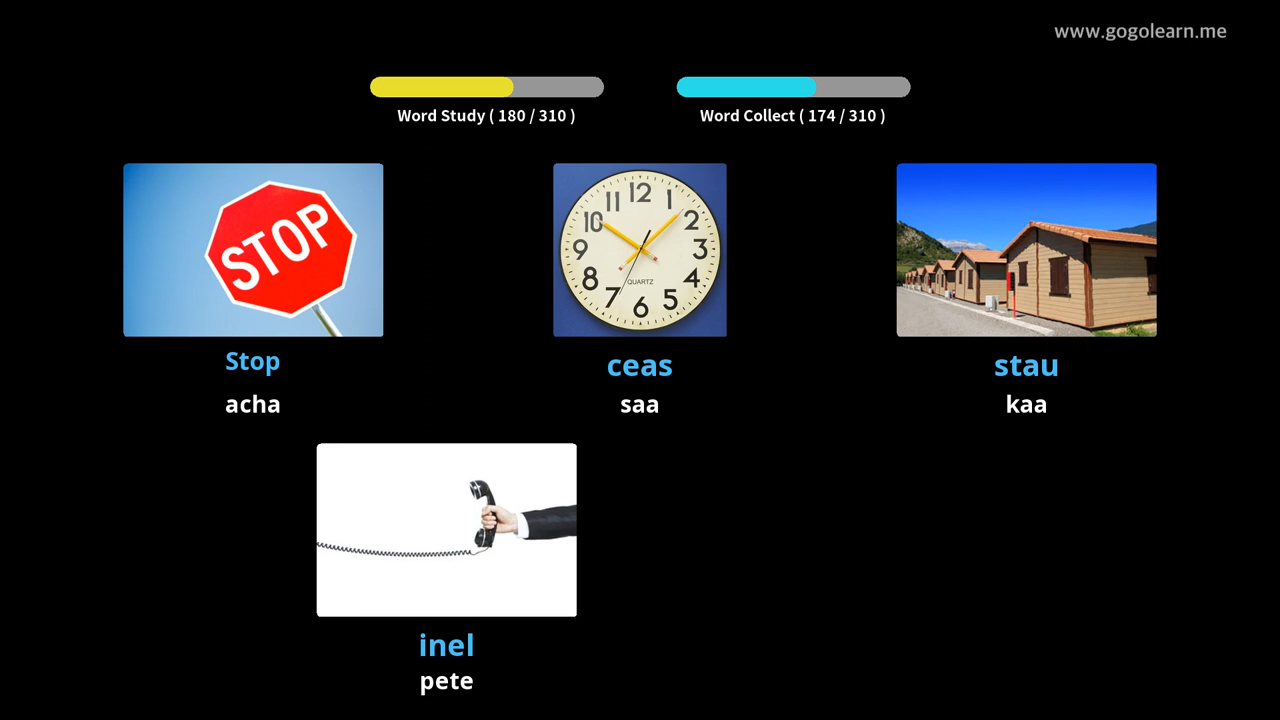 www.gogolearn.me
Word Study ( 180 / 310 )
Word Collect ( 174 / 310 )
STOP
12
1
2
3
4
5
6
7
8
9
10
11
QUARTZ
Stop
ceas
stau
acha
saa
kaa
inel
pete